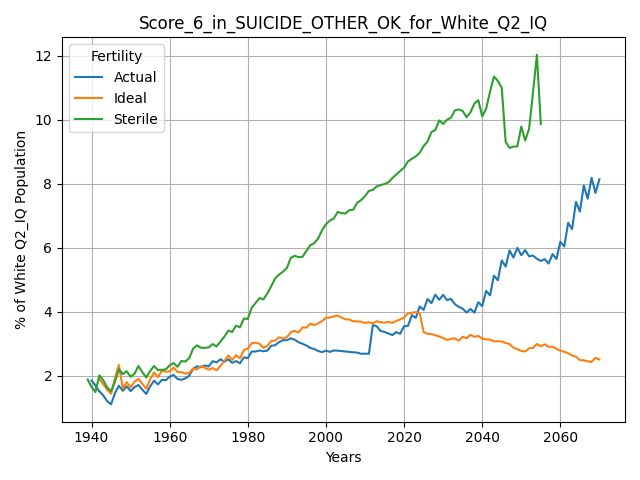 Score_6_in_SUICIDE_OTHER_OK_for_White_Q2_IQ
Fertility
Actual
Ideal
Sterile
% of White Q2_IQ Population
12
10
8
6
4
2
1940
1960
1980
2000
2020
2040
2060
Years